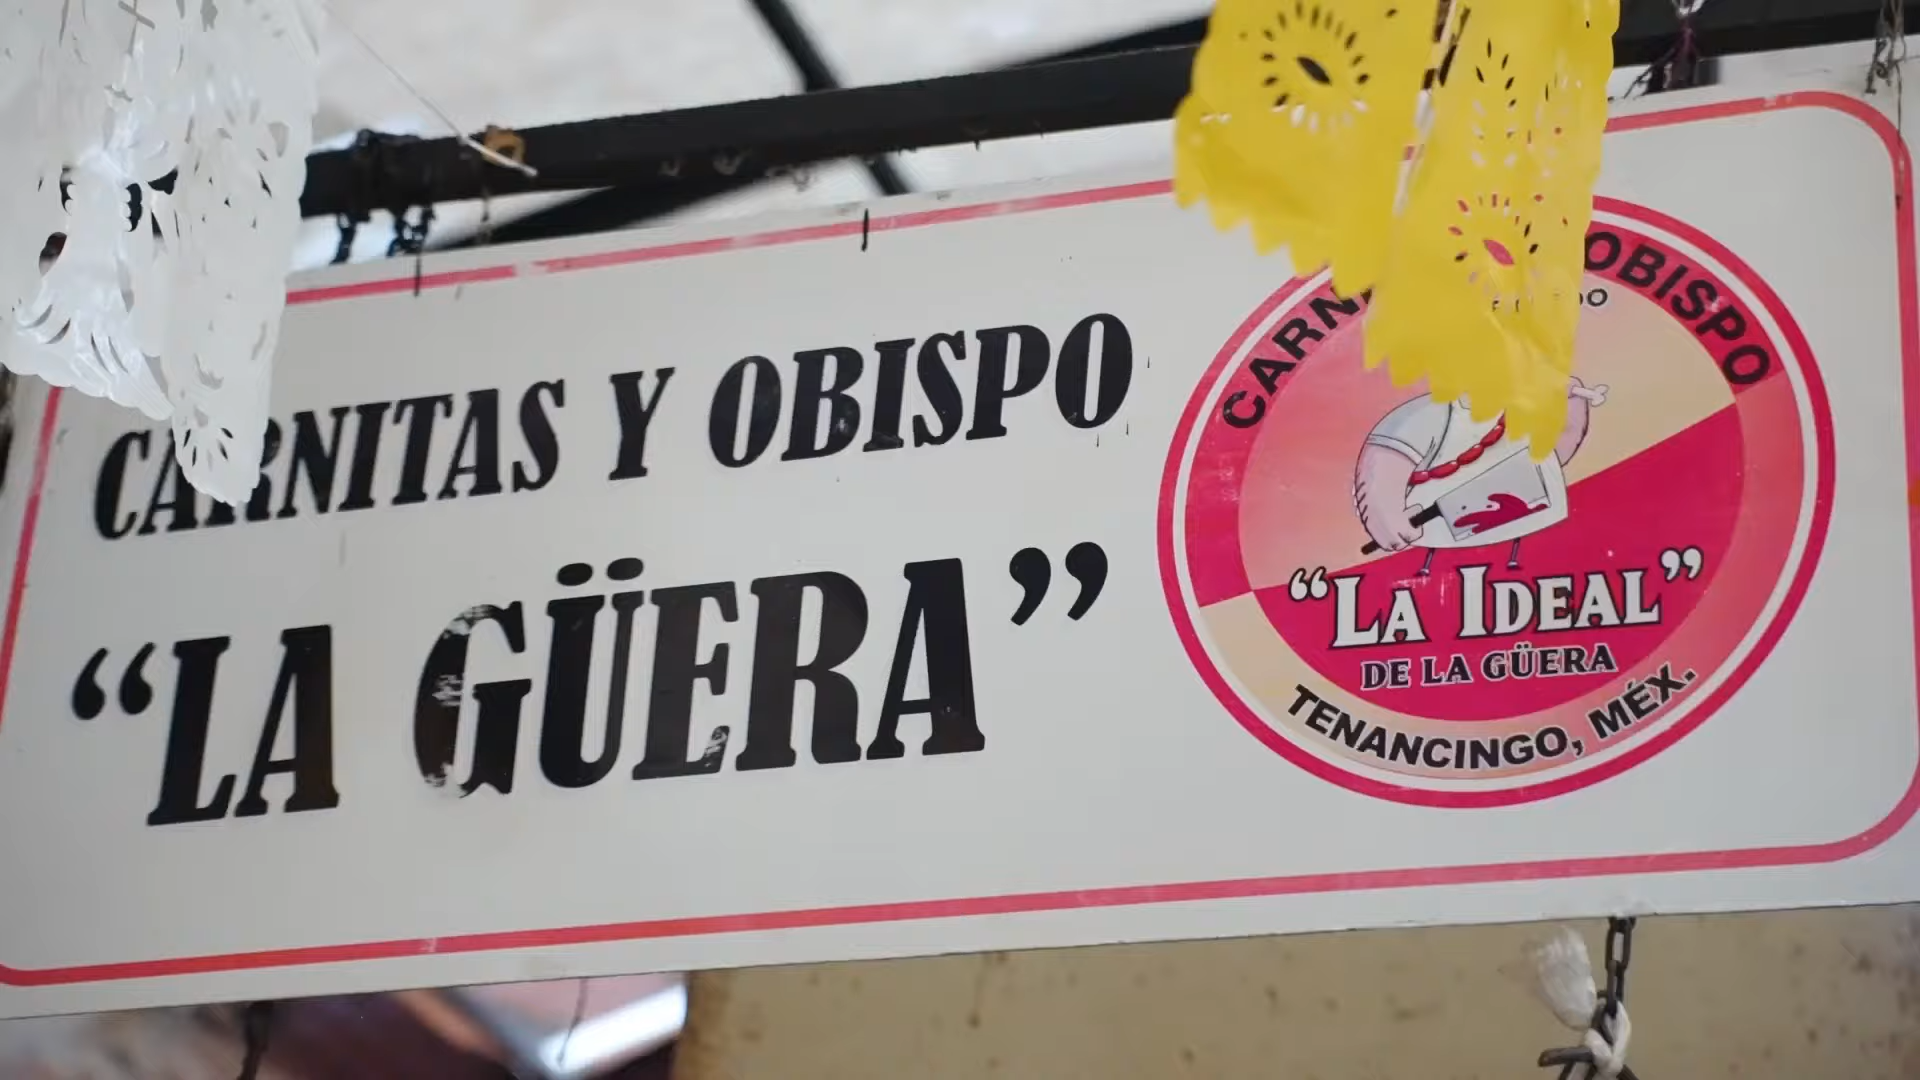 CARNITAS Y OBISPO
“LA GÜERA”
OBISPO
“LA IDEAL”
DE LA GÜERA
TENANCINGO, MÉX.